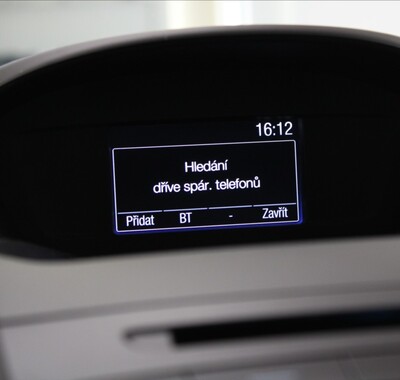 16:12
Hledání
dříve spár. telefonů
Přidat BT - Zavřít